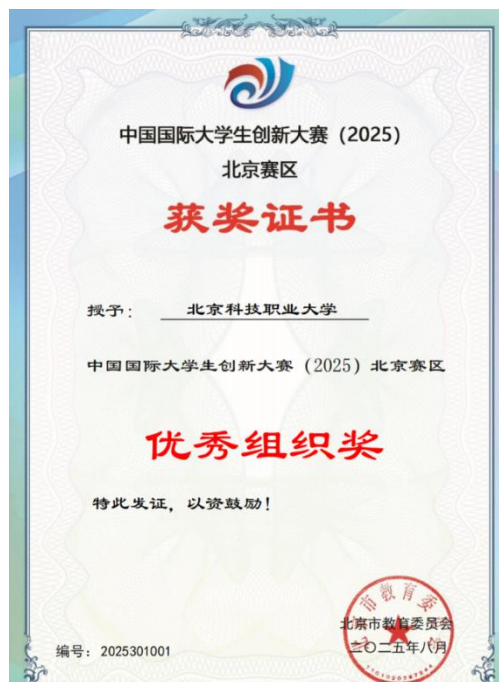 中国国际大学生创新大赛（2025）
北京赛区
获奖证书
授予： 北京科技职业大学
中国国际大学生创新大赛（2025）北京赛区
优秀组织奖
特此发证，以资鼓励！
北京市教育委员会
二〇二五年八月
编号：2025301001